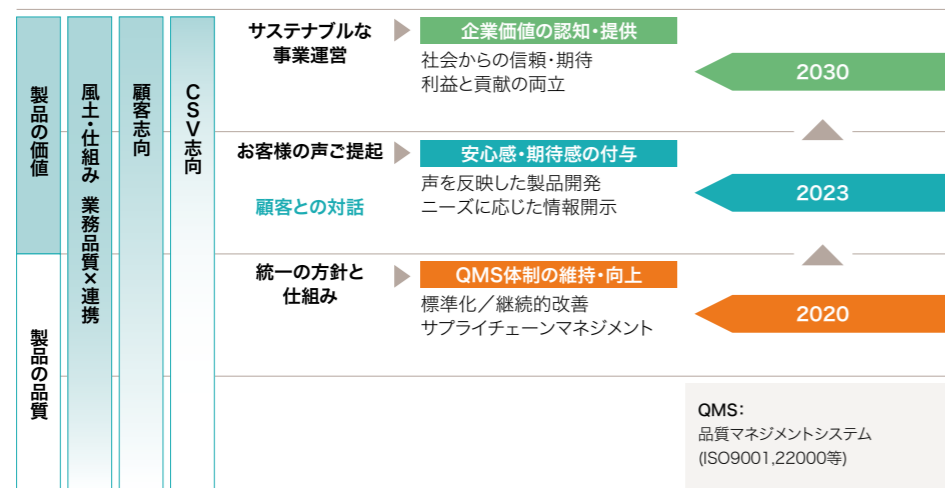 製品の価値
製品の品質
風土・仕組み 業務品質×連携
顧客志向
CSV志向
サステナブルな
事業運営
企業価値の認知・提供
社会からの信頼・期待
利益と貢献の両立
2030
お客様の声ご提起
顧客との対話
安心感・期待感の付与
声を反映した製品開発
ニーズに応じた情報開示
2023
統一の方針と
仕組み
QMS体制の維持・向上
標準化／継続的改善
サプライチェーンマネジメント
2020
QMS：
品質マネジメントシステム
(ISO9001,22000等)